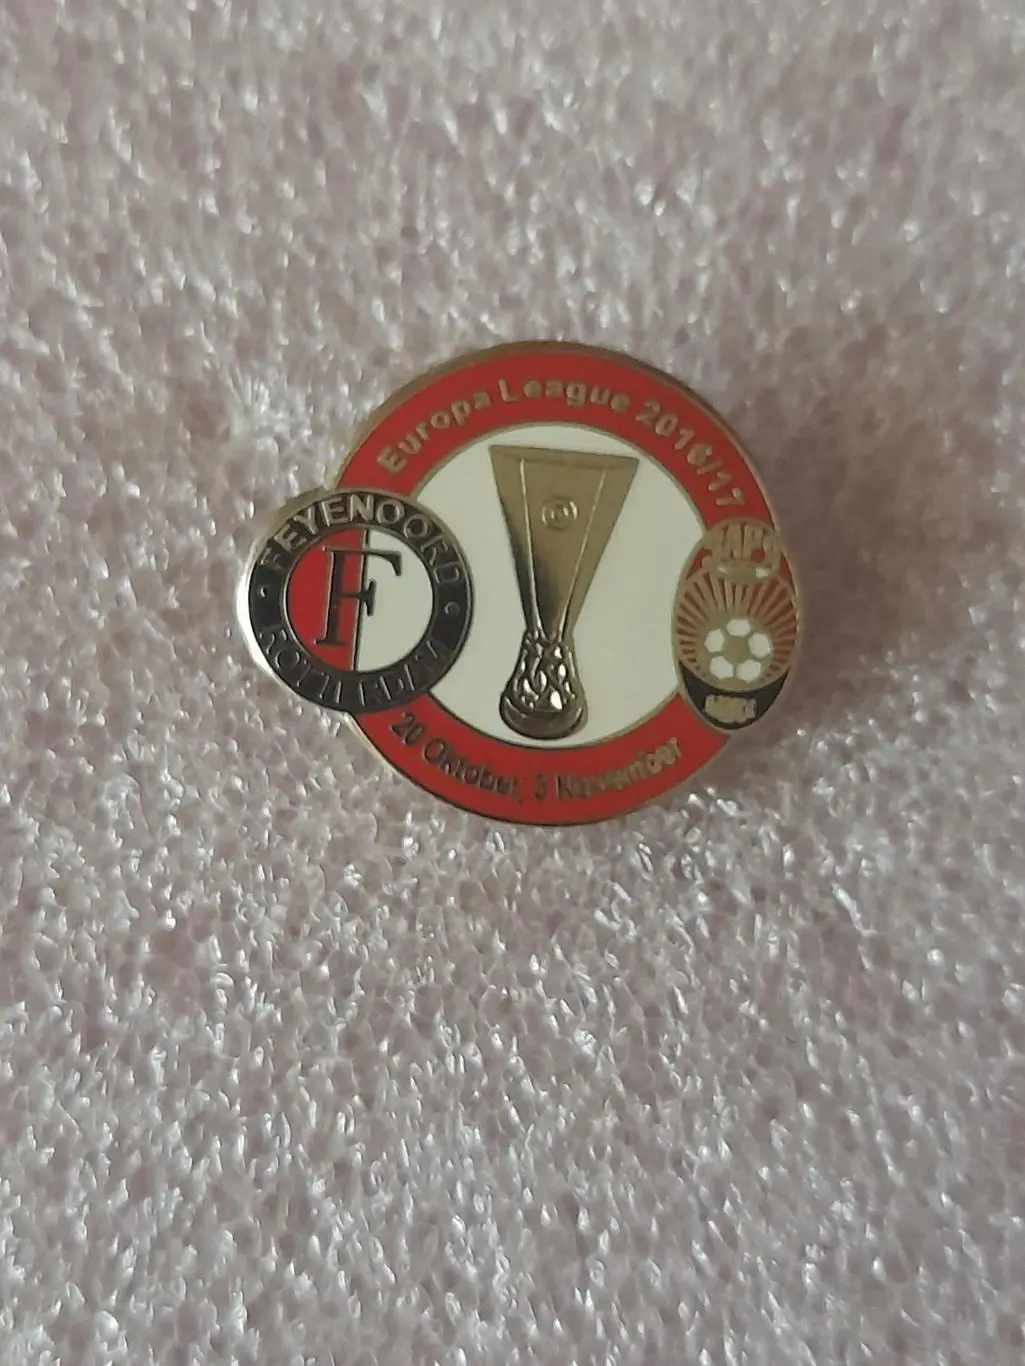 Europa League 2016/17
FEYENOORD
F
ROTTERDAM
20 Oktober, 3 November